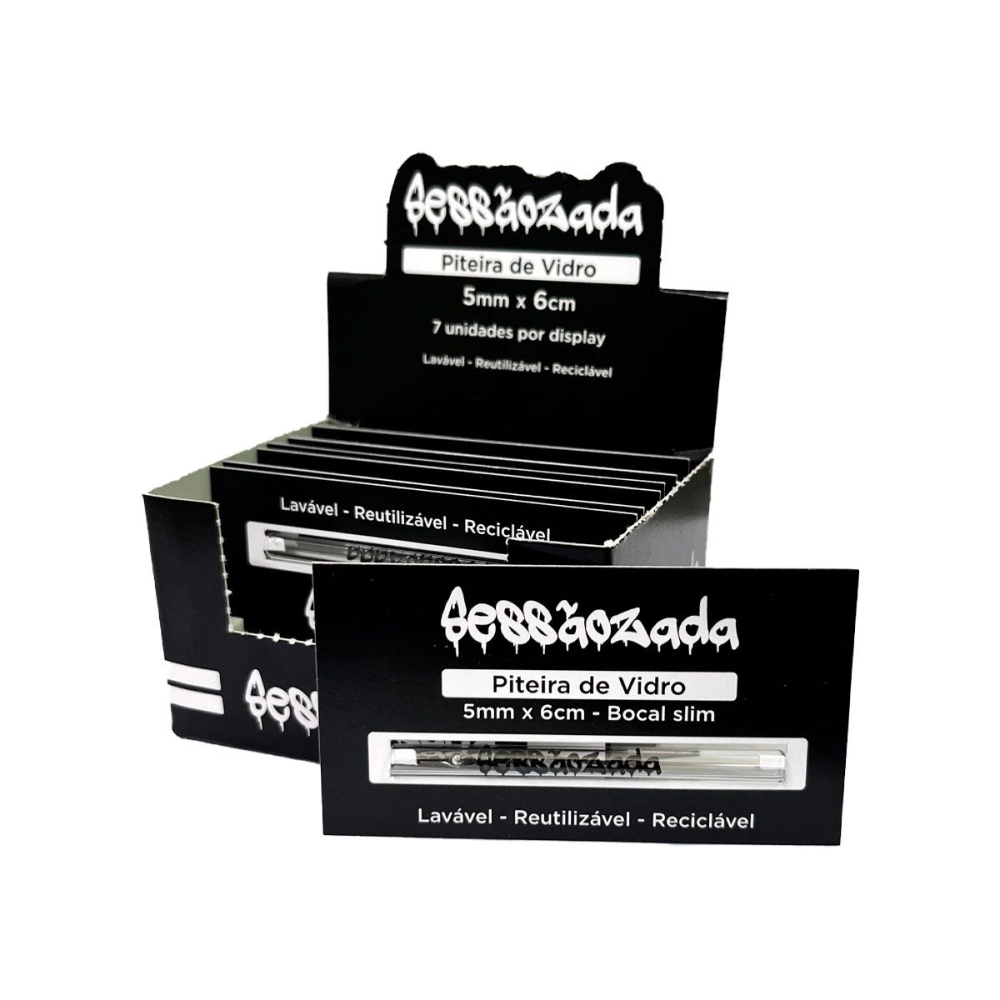 Sessãozada
Piteira de Vidro
5mm x 6cm
7 unidades por display
Lavável - Reutilizável - Reciclável
Lavável - Reutilizável - Reciclável
Sessãozada
Piteira de Vidro
5mm x 6cm - Bocal slim
Sessãozada
Lavável - Reutilizável - Reciclável